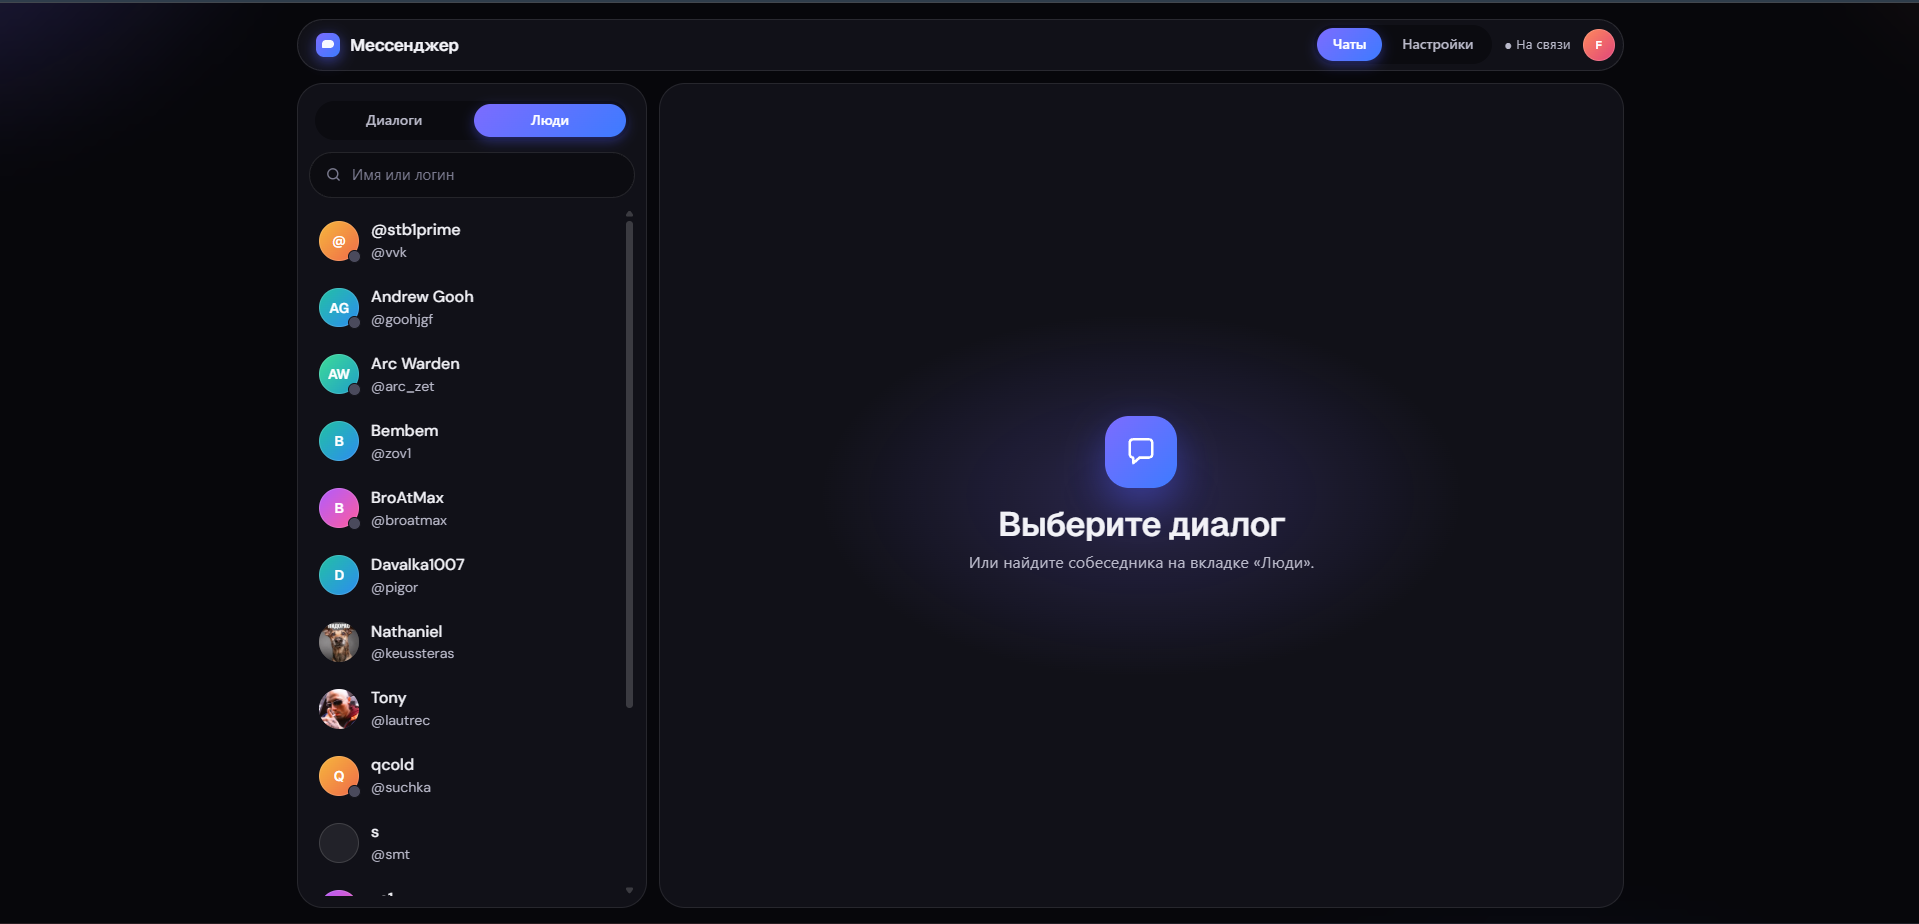 Мессенджер
Чаты
Настройки
На связи
F
Диалоги
Люди
Имя или логин
@
@stb1prime
@vvk
AG
Andrew Gooh
@goohjgf
AW
Arc Warden
@arc_zet
B
Bembem
@zov1
B
BroAtMax
@broatmax
D
Davalka1007
@pigor
Nathaniel
@keussteras
Tony
@lautrec
Q
qcold
@suchka
s
@smt
Выберите диалог
Или найдите собеседника на вкладке «Люди».